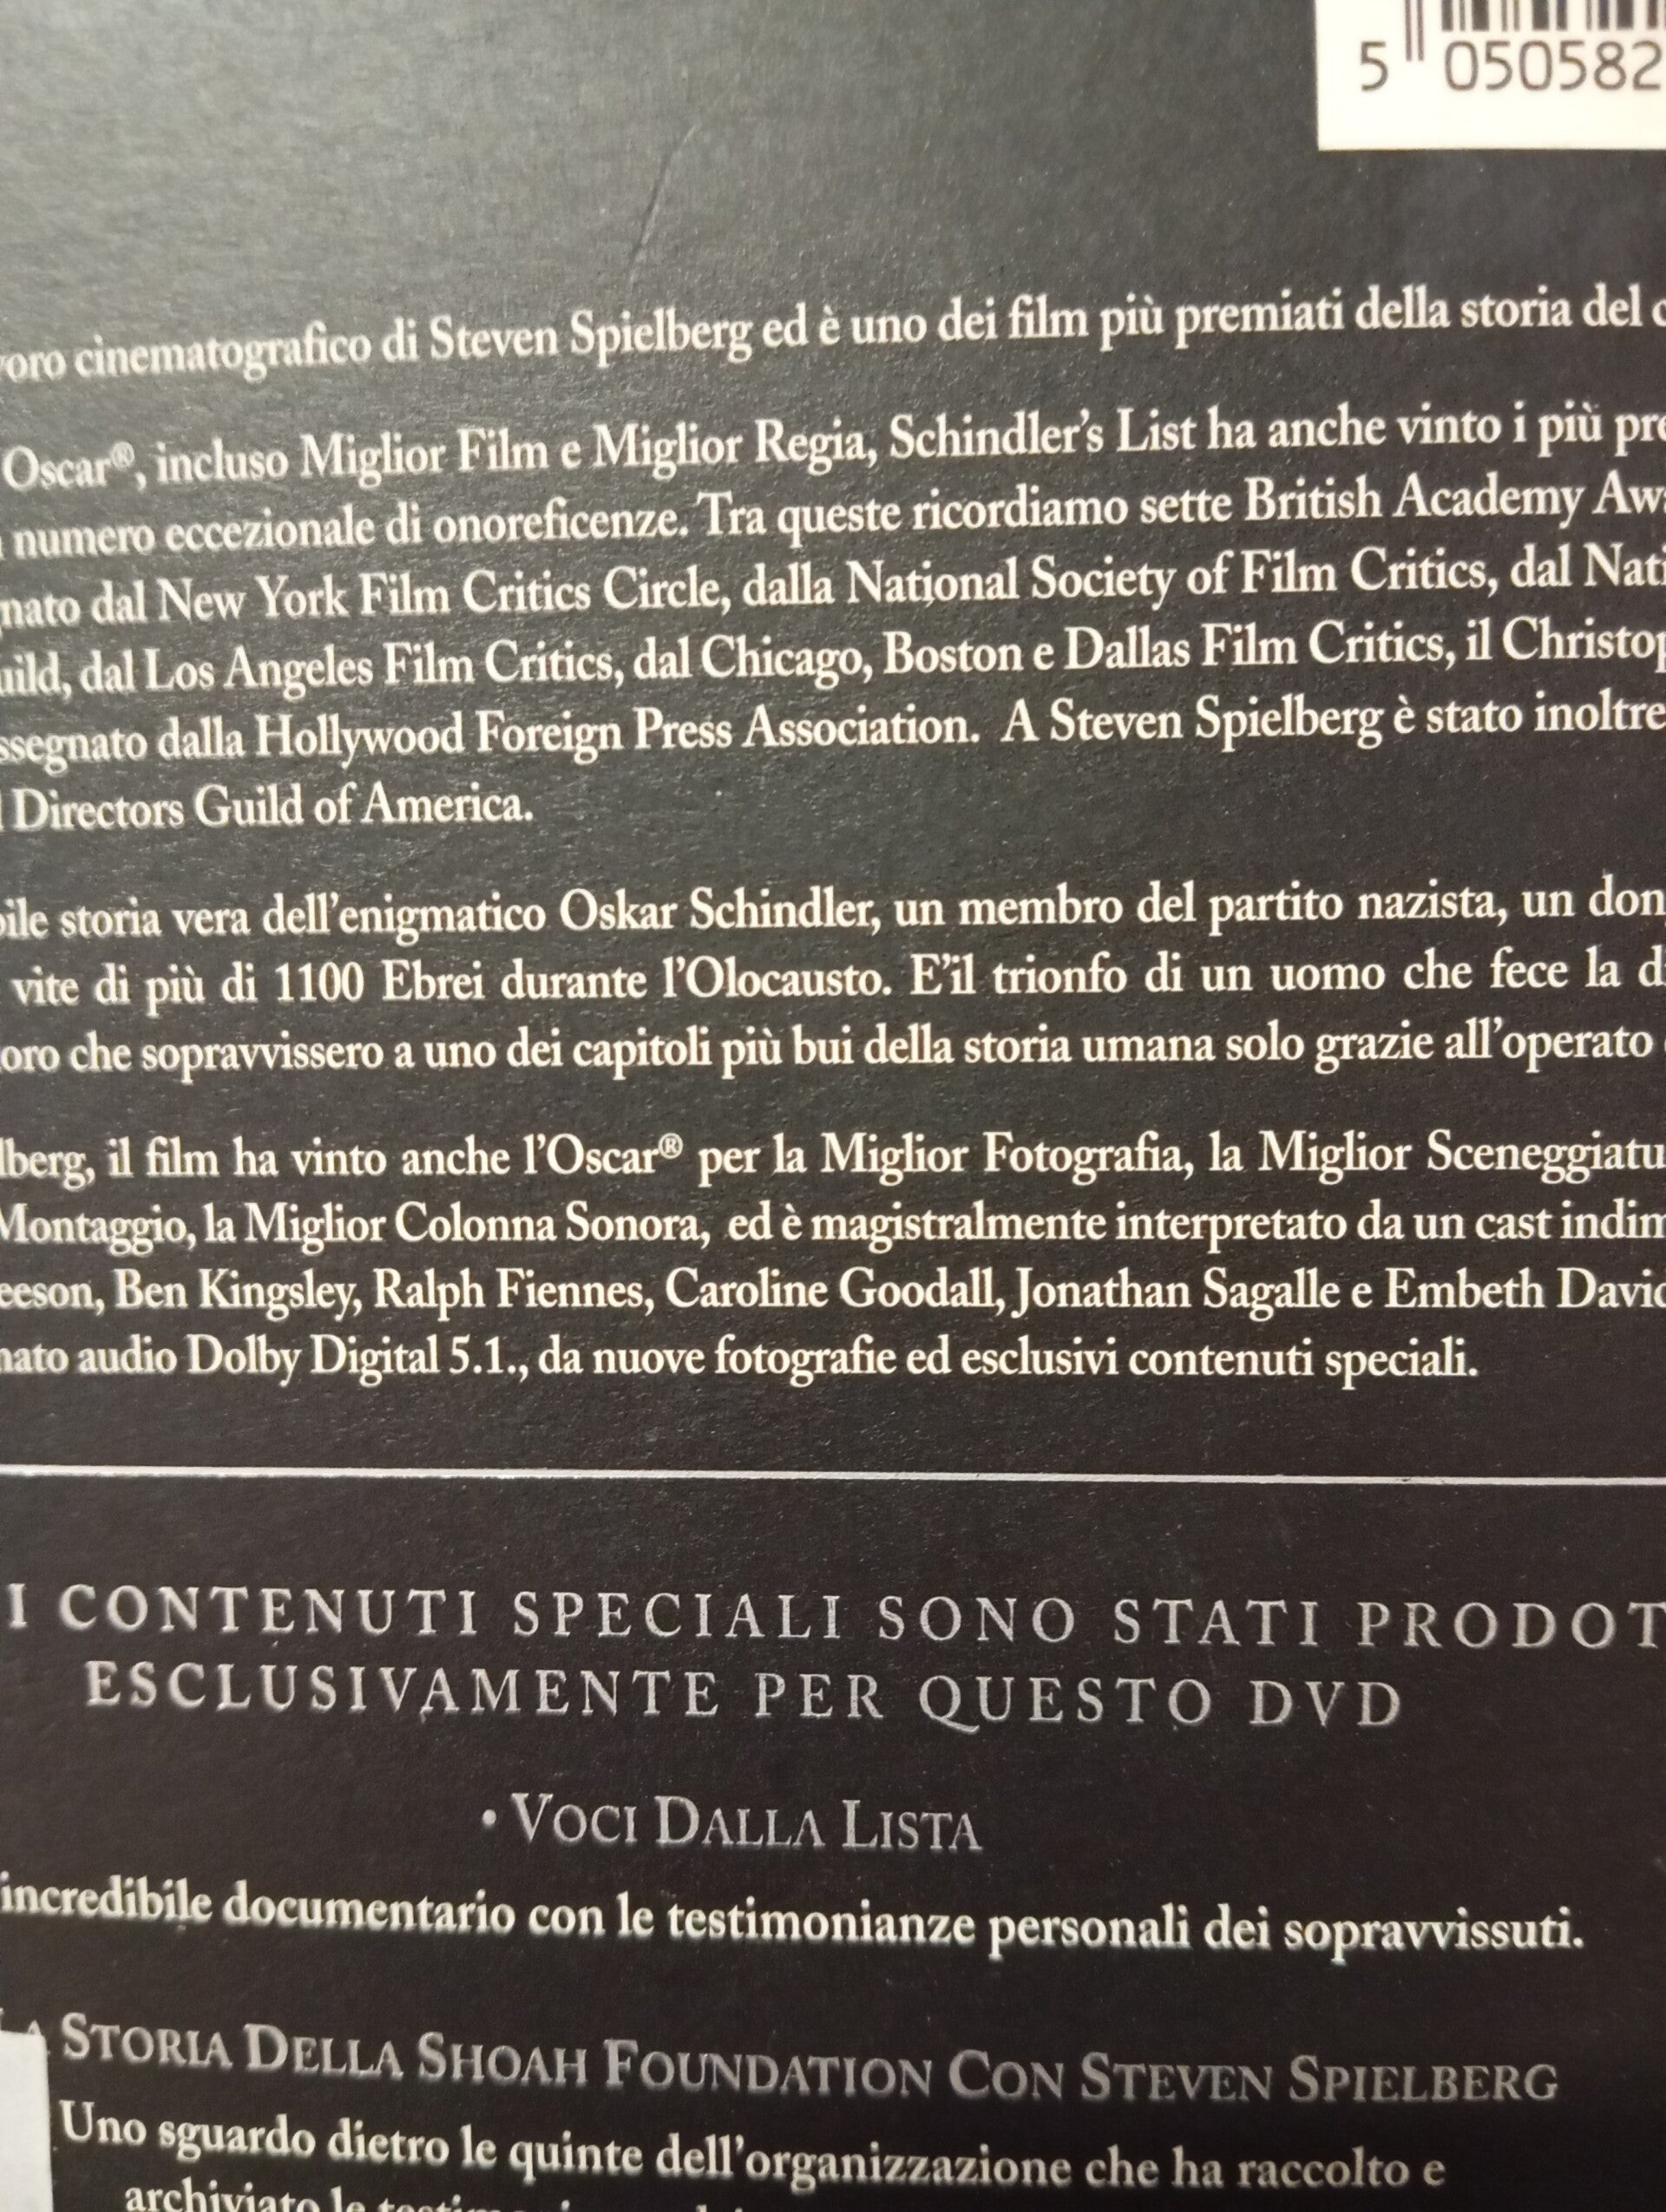 5 050582
cinematografico di Steven Spielberg ed è uno dei film più premiati della storia del
Oscar®, incluso Miglior Film e Miglior Regia, Schindler's List ha anche vinto i più
numero eccezionale di onoreficenze. Tra queste ricordiamo sette British Academy
dal New York Film Critics Circle, dalla National Society of Film Critics, dal
dal Los Angeles Film Critics, dal Chicago, Boston e Dallas Film Critics, il
dalla Hollywood Foreign Press Association. A Steven Spielberg è stato inoltre
Directors Guild of America.
storia vera dell'enigmatico Oskar Schindler, un membro del partito nazista, un
vite di più di 1100 Ebrei durante l'Olocausto. E'il trionfo di un uomo che fece la
che sopravvissero a uno dei capitoli più bui della storia umana solo grazie all'operato
il film ha vinto anche l'Oscar® per la Miglior Fotografia, la Miglior
Montaggio, la Miglior Colonna Sonora, ed è magistralmente interpretato da un cast
Ben Kingsley, Ralph Fiennes, Caroline Goodall, Jonathan Sagalle e Embeth
audio Dolby Digital 5.1., da nuove fotografie ed esclusivi contenuti speciali.
I CONTENUTI SPECIALI SONO STATI
ESCLUSIVAMENTE PER QUESTO DVD
• VOCI DALLA LISTA
incredibile documentario con le testimonianze personali dei sopravvissuti.
STORIA DELLA SHOAH FOUNDATION CON STEVEN SPIELBERG
Uno sguardo dietro le quinte dell'organizzazione che ha raccolto e
archiviato le